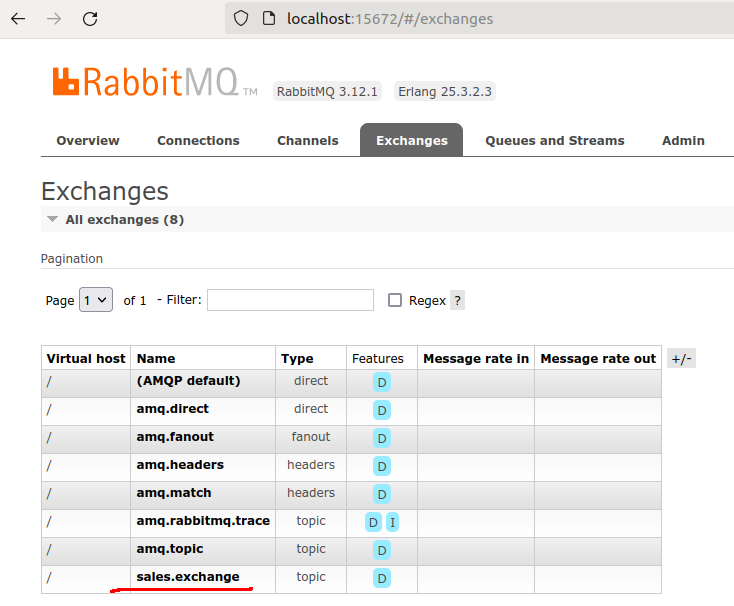 localhost:15672/#/exchanges
RabbitMQ TM RabbitMQ 3.12.1 Erlang 25.3.2.3
Overview Connections Channels Exchanges Queues and Streams Admin
Exchanges
All exchanges (8)
Pagination
Page 1 of 1 - Filter: Regex ?
Virtual host Name Type Features Message rate in Message rate out +/-
/ (AMQP default) direct D
/ amq.direct direct D
/ amq.fanout fanout D
/ amq.headers headers D
/ amq.match headers D
/ amq.rabbitmq.trace topic D I
/ amq.topic topic D
/ sales.exchange topic D